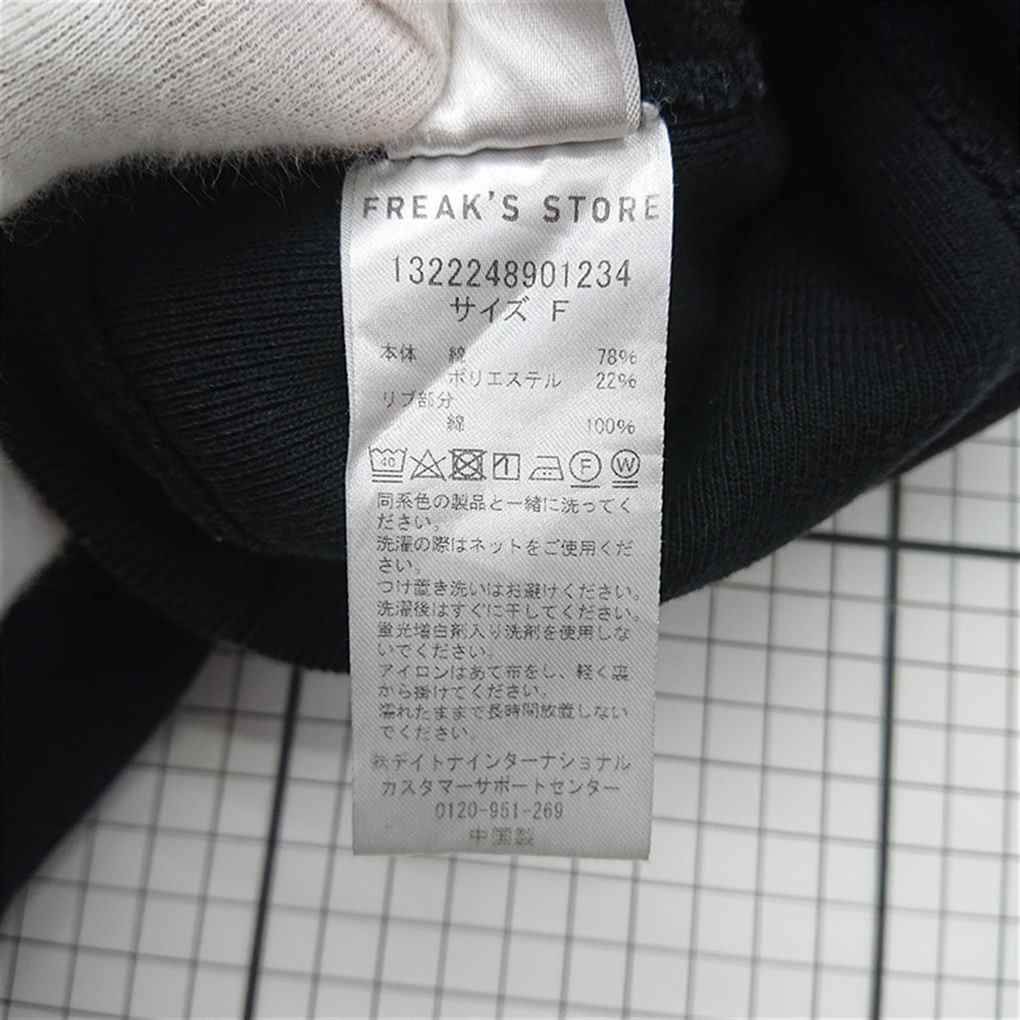 FREAK'S STORE
1322248901234
サイズ F
本体 綿 78%
ポリエステル 22%
リブ部分
綿 100%
40 F W
同系色の製品と一緒に洗ってく
ださい。
洗濯の際はネットをご使用くだ
さい。
つけ置き洗いはお避けください。
洗濯後はすぐに干してください。
蛍光増白剤入り洗剤を使用しな
いでください。
アイロンはあて布をし、軽く裏
から掛けてください。
濡れたままで長時間放置しない
でください。
㈱デイトナインターナショナル
カスタマーサポートセンター
0120-951-269
中国製